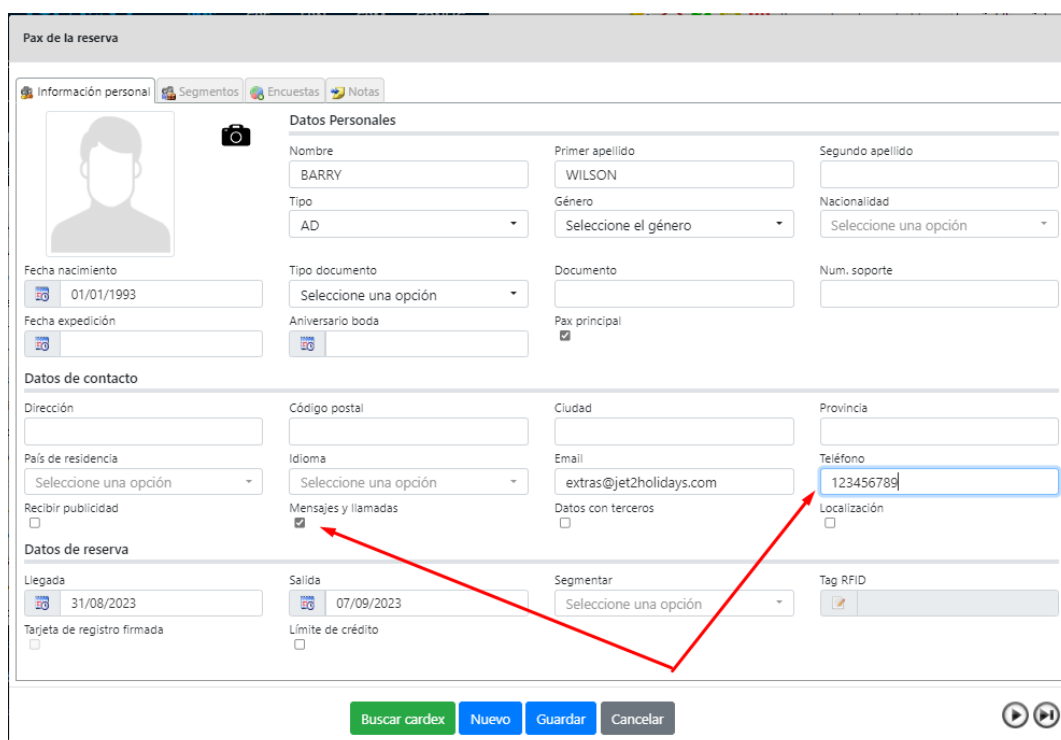 Pax de la reserva
Información personal Segmentos Encuestas Notas
Datos Personales
Nombre Primer apellido Segundo apellido
BARRY WILSON
Tipo Género Nacionalidad
AD Seleccione el género Seleccione una opción
Fecha nacimiento Tipo documento Documento Num. soporte
01/01/1993 Seleccione una opción
Fecha expedición Aniversario boda Pax principal
Datos de contacto
Dirección Código postal Ciudad Provincia
País de residencia Idioma Email Teléfono
Seleccione una opción Seleccione una opción extras@jet2holidays.com 123456789
Recibir publicidad Mensajes y llamadas Datos con terceros Localización
Datos de reserva
Llegada Salida Segmentar Tag RFID
31/08/2023 07/09/2023 Seleccione una opción
Tarjeta de registro firmada Límite de crédito
Buscar cardex Nuevo Guardar Cancelar